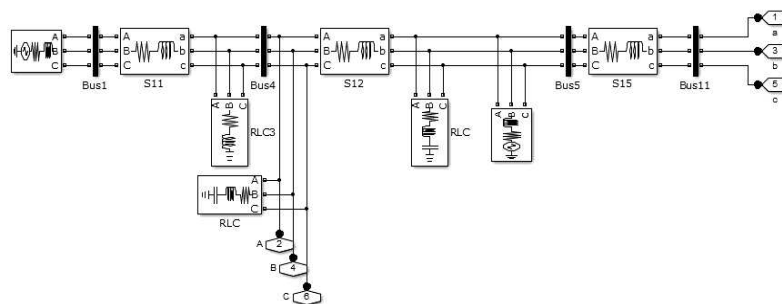 A A a A a A a 1
a
B B b B b B b 3
b
C C c C c C c 5
c
Bus1 S11 Bus4 S12 Bus5 S15 Bus11
A B C
A B C
A B C
RLC3
RLC
A
B
C
RLC
A 2
B 4
C 6